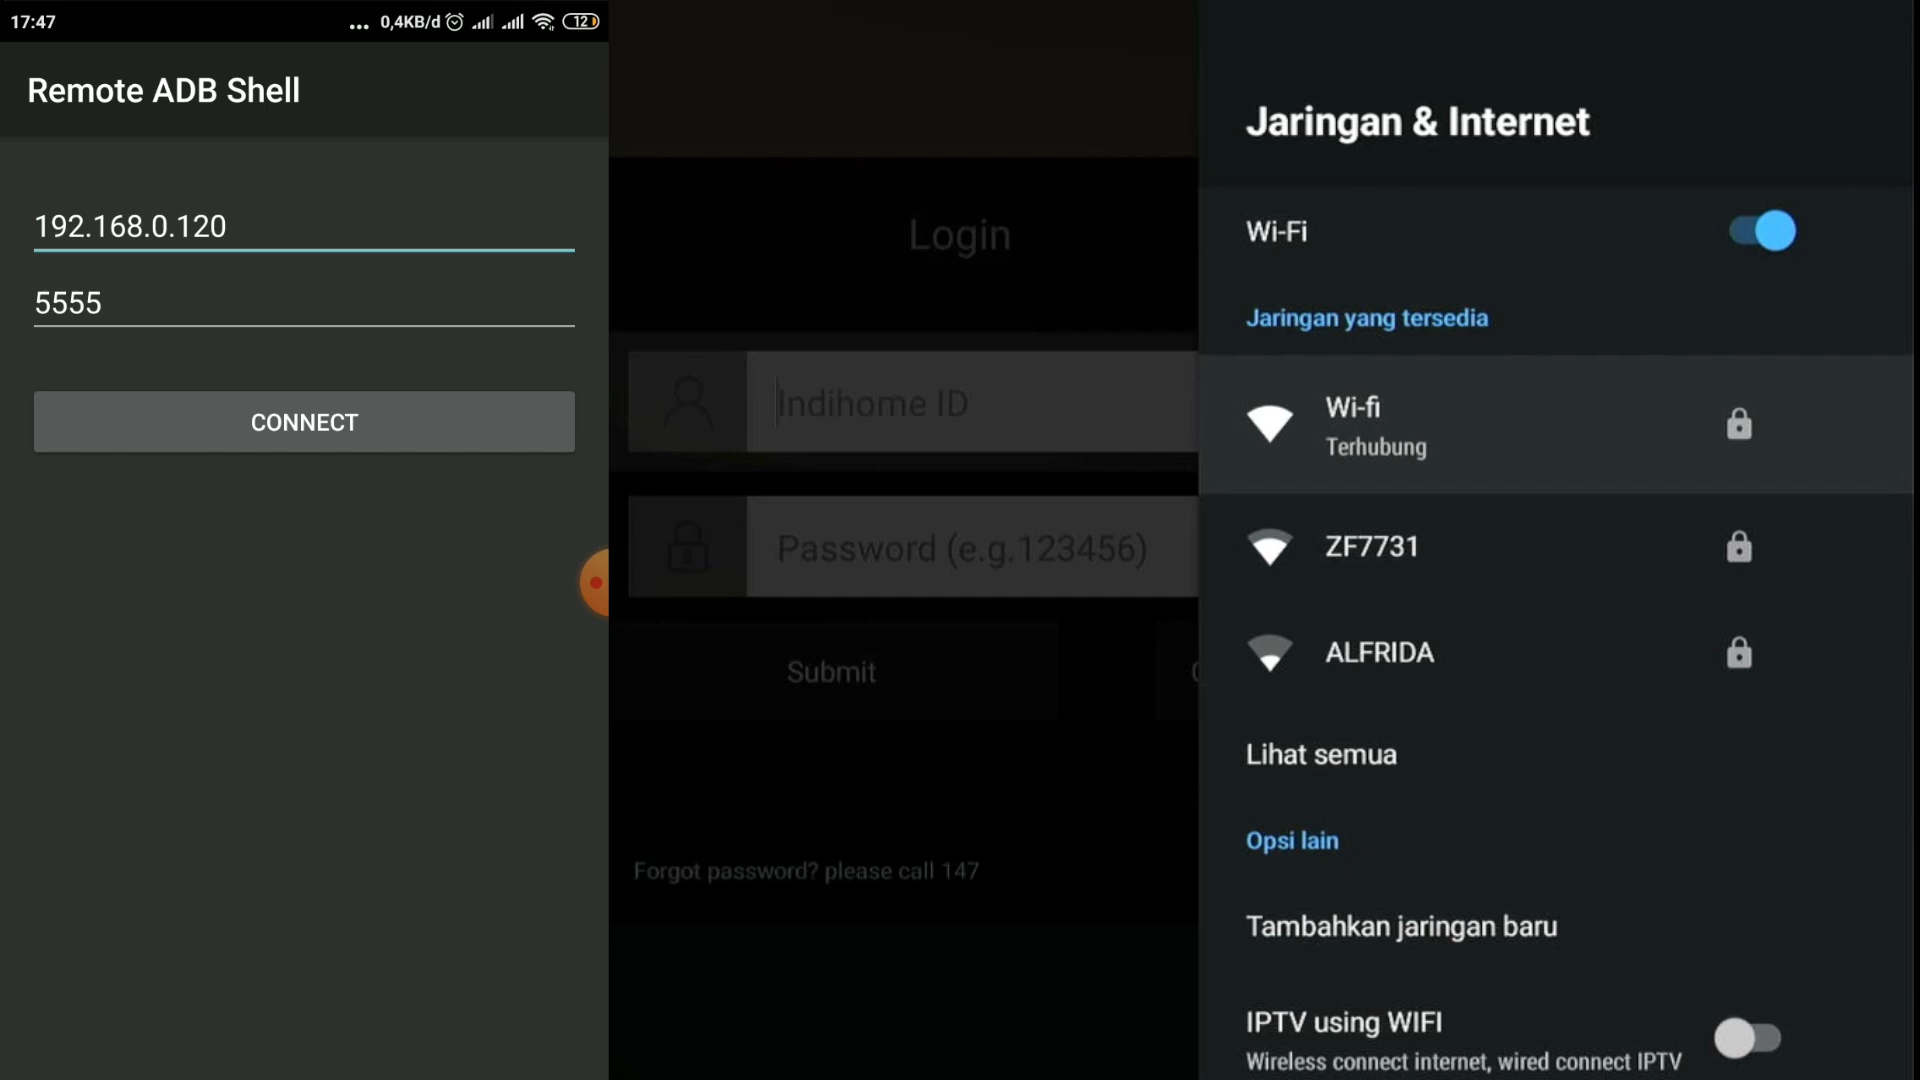 17:47
... 0,4KB/d 12
Remote ADB Shell
192.168.0.120
5555
CONNECT
Login
Indihome ID
Password (e.g.123456)
Submit
Forgot password? please call 147
Jaringan & Internet
Wi-Fi
Jaringan yang tersedia
Wi-fi
Terhubung
ZF7731
ALFRIDA
Lihat semua
Opsi lain
Tambahkan jaringan baru
IPTV using WIFI
Wireless connect internet, wired connect IPTV